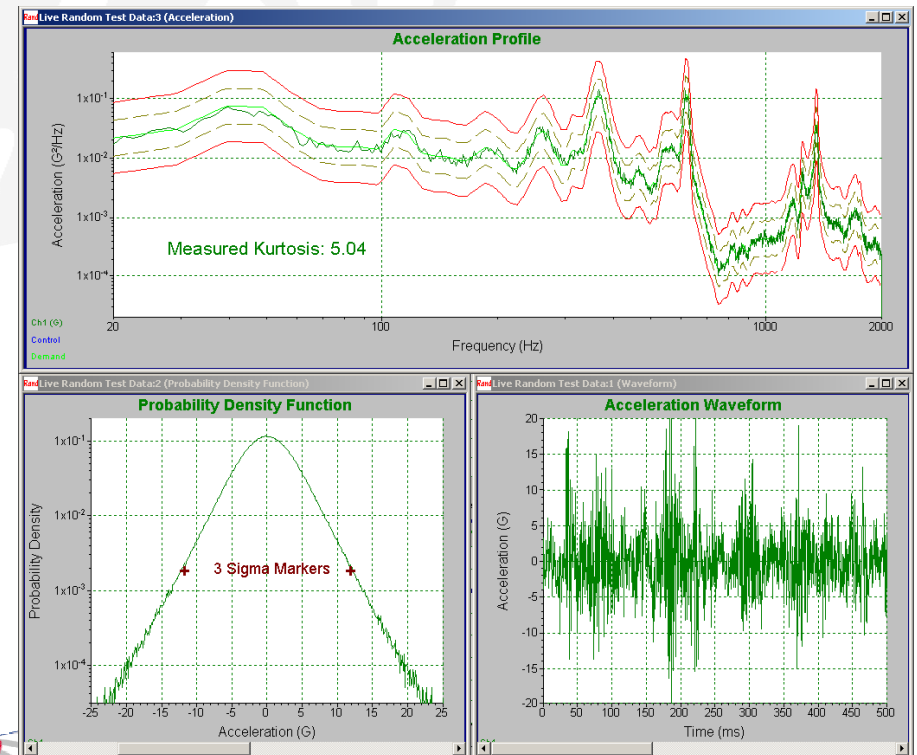 Rand Live Random Test Data:3 (Acceleration)
Acceleration Profile
Acceleration (G²/Hz)
1x10⁻¹
1x10⁻²
1x10⁻³
1x10⁻⁴
Measured Kurtosis: 5.04
Ch1 (G)
Control
Demand
20 100 1000 2000
Frequency (Hz)
Rand Live Random Test Data:2 (Probability Density Function)
Probability Density Function
Probability Density
1x10⁻¹
1x10⁻²
1x10⁻³
1x10⁻⁴
3 Sigma Markers
-25 -20 -15 -10 -5 0 5 10 15 20 25
Acceleration (G)
Rand Live Random Test Data:1 (Waveform)
Acceleration Waveform
Acceleration (G)
20
15
10
5
0
-5
-10
-15
-20
0 50 100 150 200 250 300 350 400 450 500
Time (ms)